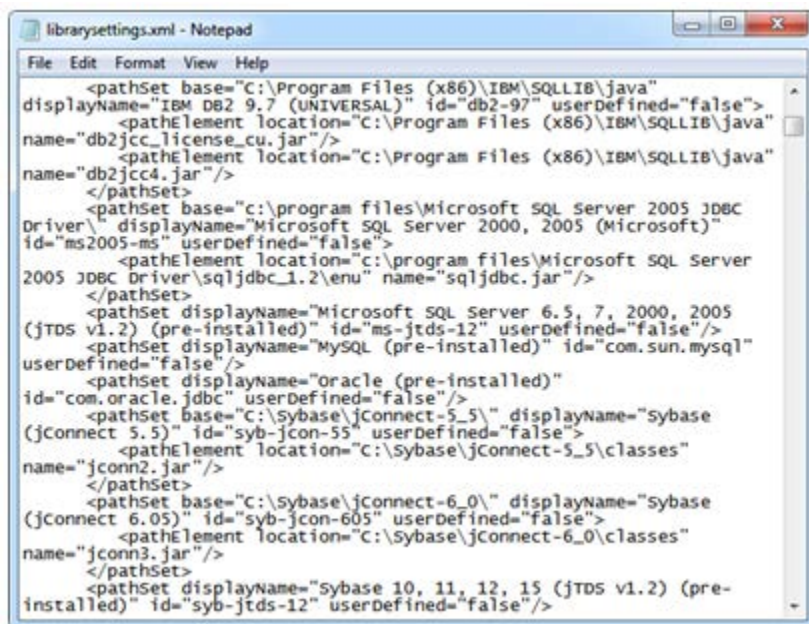 librarysettings.xml - Notepad
File Edit Format View Help
<pathSet base="C:\Program Files (x86)\IBM\SQLLIB\java"
displayName="IBM DB2 9.7 (UNIVERSAL)" id="db2-97" userDefined="false">
<pathElement location="C:\Program Files (x86)\IBM\SQLLIB\java"
name="db2jcc_license_cu.jar"/>
<pathElement location="C:\Program Files (x86)\IBM\SQLLIB\java"
name="db2jcc4.jar"/>
</pathSet>
<pathSet base="c:\program files\Microsoft SQL Server 2005 JDBC
Driver\" displayName="Microsoft SQL Server 2000, 2005 (Microsoft)"
id="ms2005-ms" userDefined="false">
<pathElement location="c:\program files\Microsoft SQL Server
2005 JDBC Driver\sqljdbc_1.2\enu" name="sqljdbc.jar"/>
</pathSet>
<pathSet displayName="Microsoft SQL Server 6.5, 7, 2000, 2005
(jTDS v1.2) (pre-installed)" id="ms-jtds-12" userDefined="false"/>
<pathSet displayName="MySQL (pre-installed)" id="com.sun.mysql"
userDefined="false"/>
<pathSet displayName="Oracle (pre-installed)"
id="com.oracle.jdbc" userDefined="false"/>
<pathSet base="C:\Sybase\jConnect-5_5\" displayName="Sybase
(jConnect 5.5)" id="syb-jcon-55" userDefined="false">
<pathElement location="C:\Sybase\jConnect-5_5\classes"
name="jconn2.jar"/>
</pathSet>
<pathSet base="C:\Sybase\jConnect-6_0\" displayName="Sybase
(jConnect 6.05)" id="syb-jcon-605" userDefined="false">
<pathElement location="C:\Sybase\jConnect-6_0\classes"
name="jconn3.jar"/>
</pathSet>
<pathSet displayName="Sybase 10, 11, 12, 15 (jTDS v1.2) (pre-
installed)" id="syb-jtds-12" userDefined="false"/>